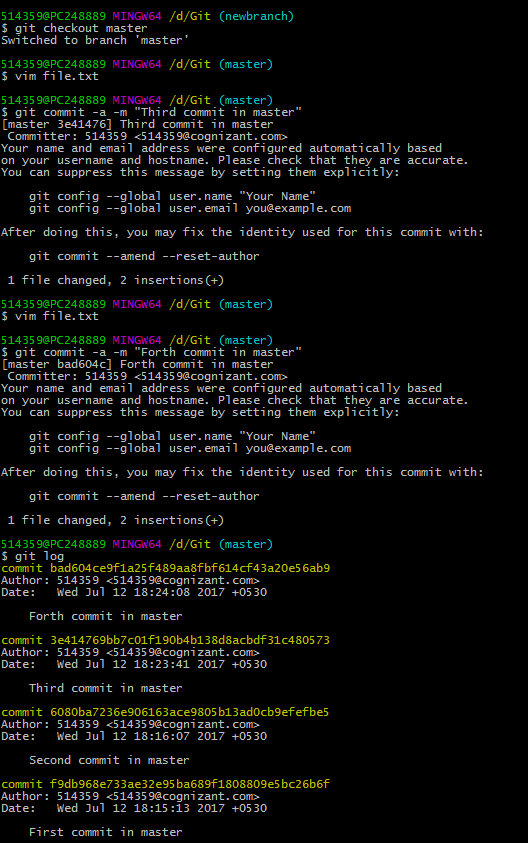 514359@PC248889 MINGW64 /d/Git (newbranch)
$ git checkout master
Switched to branch 'master'
514359@PC248889 MINGW64 /d/Git (master)
$ vim file.txt
514359@PC248889 MINGW64 /d/Git (master)
$ git commit -a -m "Third commit in master"
[master 3e41476] Third commit in master
Committer: 514359 <514359@cognizant.com>
Your name and email address were configured automatically based
on your username and hostname. Please check that they are accurate.
You can suppress this message by setting them explicitly:
git config --global user.name "Your Name"
git config --global user.email you@example.com
After doing this, you may fix the identity used for this commit with:
git commit --amend --reset-author
1 file changed, 2 insertions(+)
514359@PC248889 MINGW64 /d/Git (master)
$ vim file.txt
514359@PC248889 MINGW64 /d/Git (master)
$ git commit -a -m "Forth commit in master"
[master bad604c] Forth commit in master
Committer: 514359 <514359@cognizant.com>
Your name and email address were configured automatically based
on your username and hostname. Please check that they are accurate.
You can suppress this message by setting them explicitly:
git config --global user.name "Your Name"
git config --global user.email you@example.com
After doing this, you may fix the identity used for this commit with:
git commit --amend --reset-author
1 file changed, 2 insertions(+)
514359@PC248889 MINGW64 /d/Git (master)
$ git log
commit bad604ce9f1a25f489aa8fbf614cf43a20e56ab9
Author: 514359 <514359@cognizant.com>
Date:   Wed Jul 12 18:24:08 2017 +0530
Forth commit in master
commit 3e414769bb7c01f190b4b138d8acbdf31c480573
Author: 514359 <514359@cognizant.com>
Date:   Wed Jul 12 18:23:41 2017 +0530
Third commit in master
commit 6080ba7236e906163ace9805b13ad0cb9efefbe5
Author: 514359 <514359@cognizant.com>
Date:   Wed Jul 12 18:16:07 2017 +0530
Second commit in master
commit f9db968e733ae32e95ba689f1808809e5bc26b6f
Author: 514359 <514359@cognizant.com>
Date:   Wed Jul 12 18:15:13 2017 +0530
First commit in master